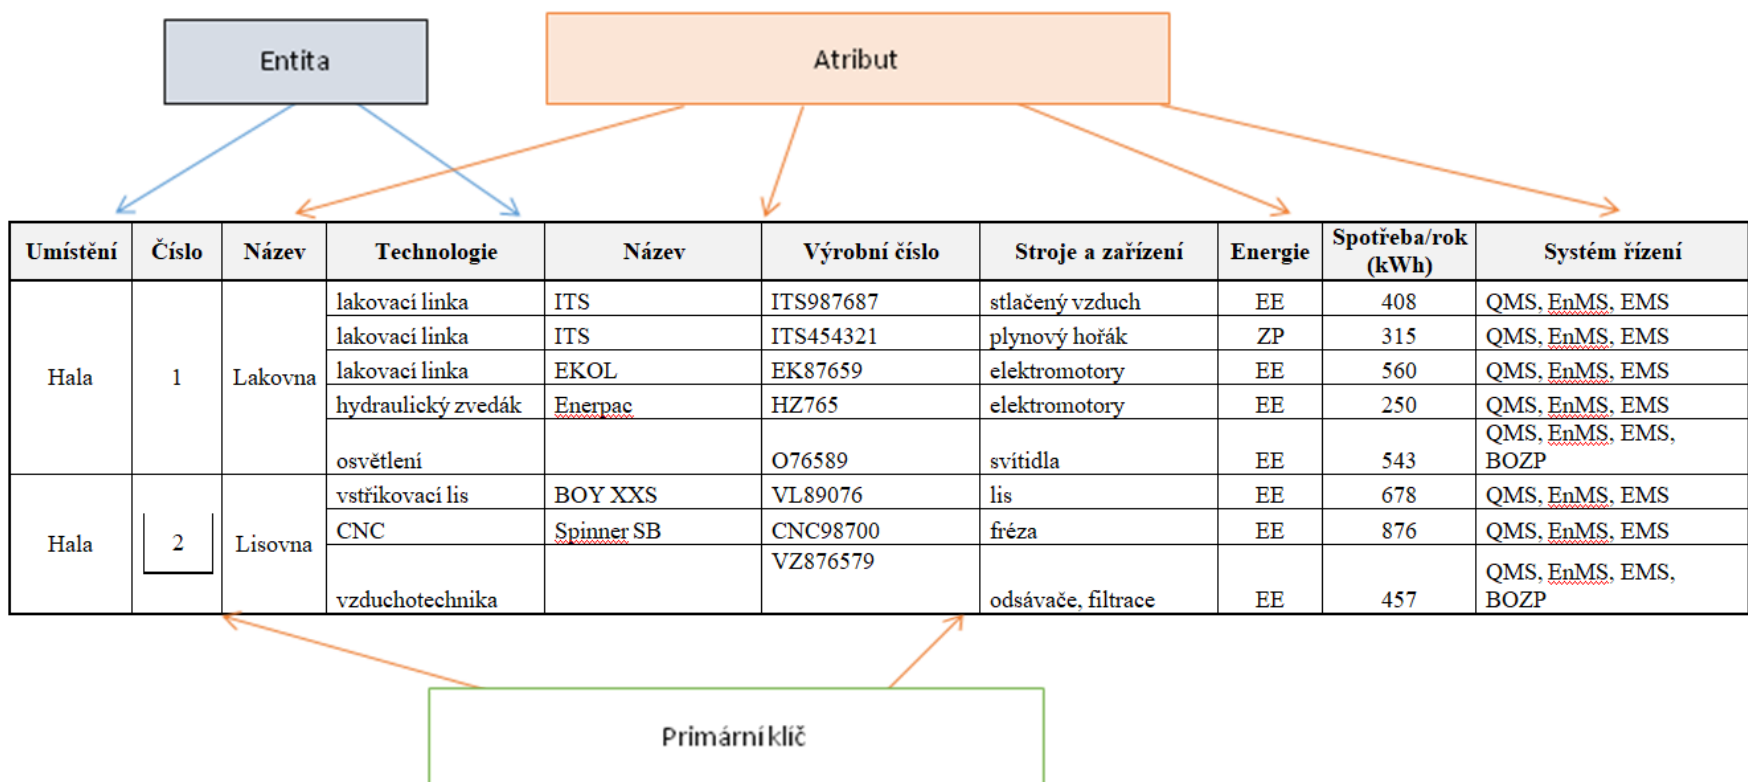 Entita
Atribut
Umístění Číslo Název Technologie Název Výrobní číslo Stroje a zařízení Energie Spotřeba/rok (kWh) Systém řízení
Hala 1 Lakovna
lakovací linka ITS ITS987687 stlačený vzduch EE 408 QMS, EnMS, EMS
lakovací linka ITS ITS454321 plynový hořák ZP 315 QMS, EnMS, EMS
lakovací linka EKOL EK87659 elektromotory EE 560 QMS, EnMS, EMS
hydraulický zvedák Enerpac HZ765 elektromotory EE 250 QMS, EnMS, EMS
osvětlení O76589 svítidla EE 543 QMS, EnMS, EMS, BOZP
Hala 2 Lisovna
vstřikovací lis BOY XXS VL89076 lis EE 678 QMS, EnMS, EMS
CNC Spinner SB CNC98700 fréza EE 876 QMS, EnMS, EMS
vzduchotechnika VZ876579 odsávače, filtrace EE 457 QMS, EnMS, EMS, BOZP
Primární klíč